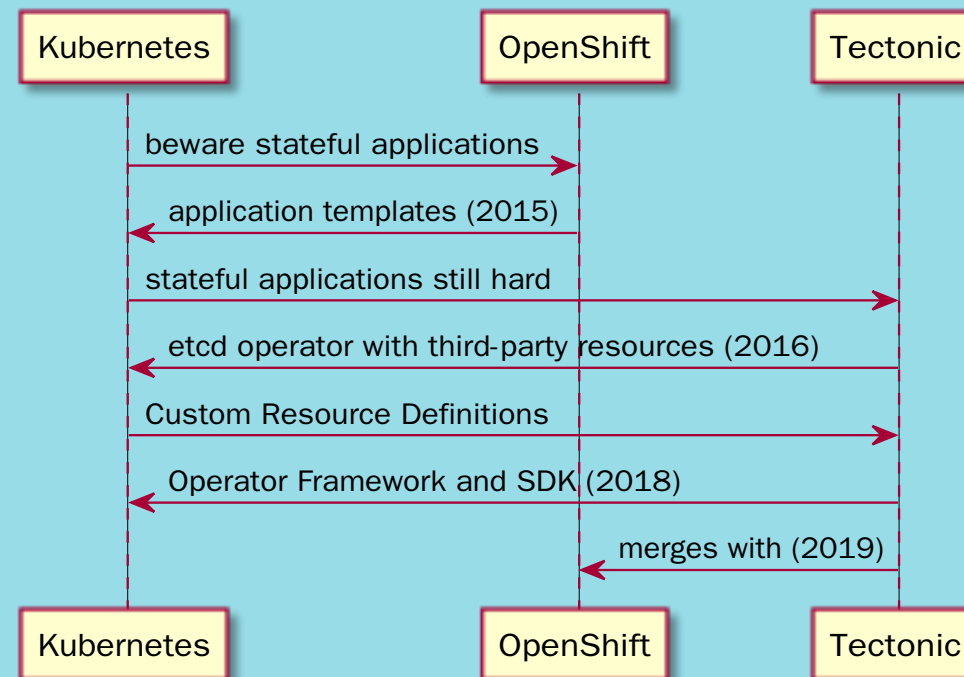 Kubernetes OpenShift Tectonic
beware stateful applications
application templates (2015)
stateful applications still hard
etcd operator with third-party resources (2016)
Custom Resource Definitions
Operator Framework and SDK (2018)
merges with (2019)
Kubernetes OpenShift Tectonic